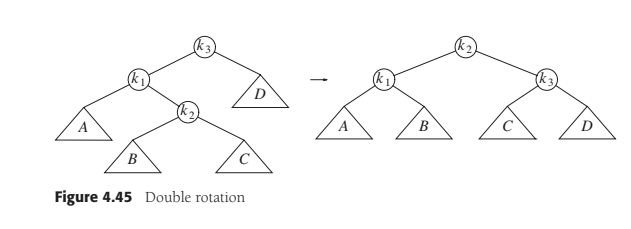 k3 k2
k1 k1 k3
D
k2
A A B C D
B C
Figure 4.45 Double rotation